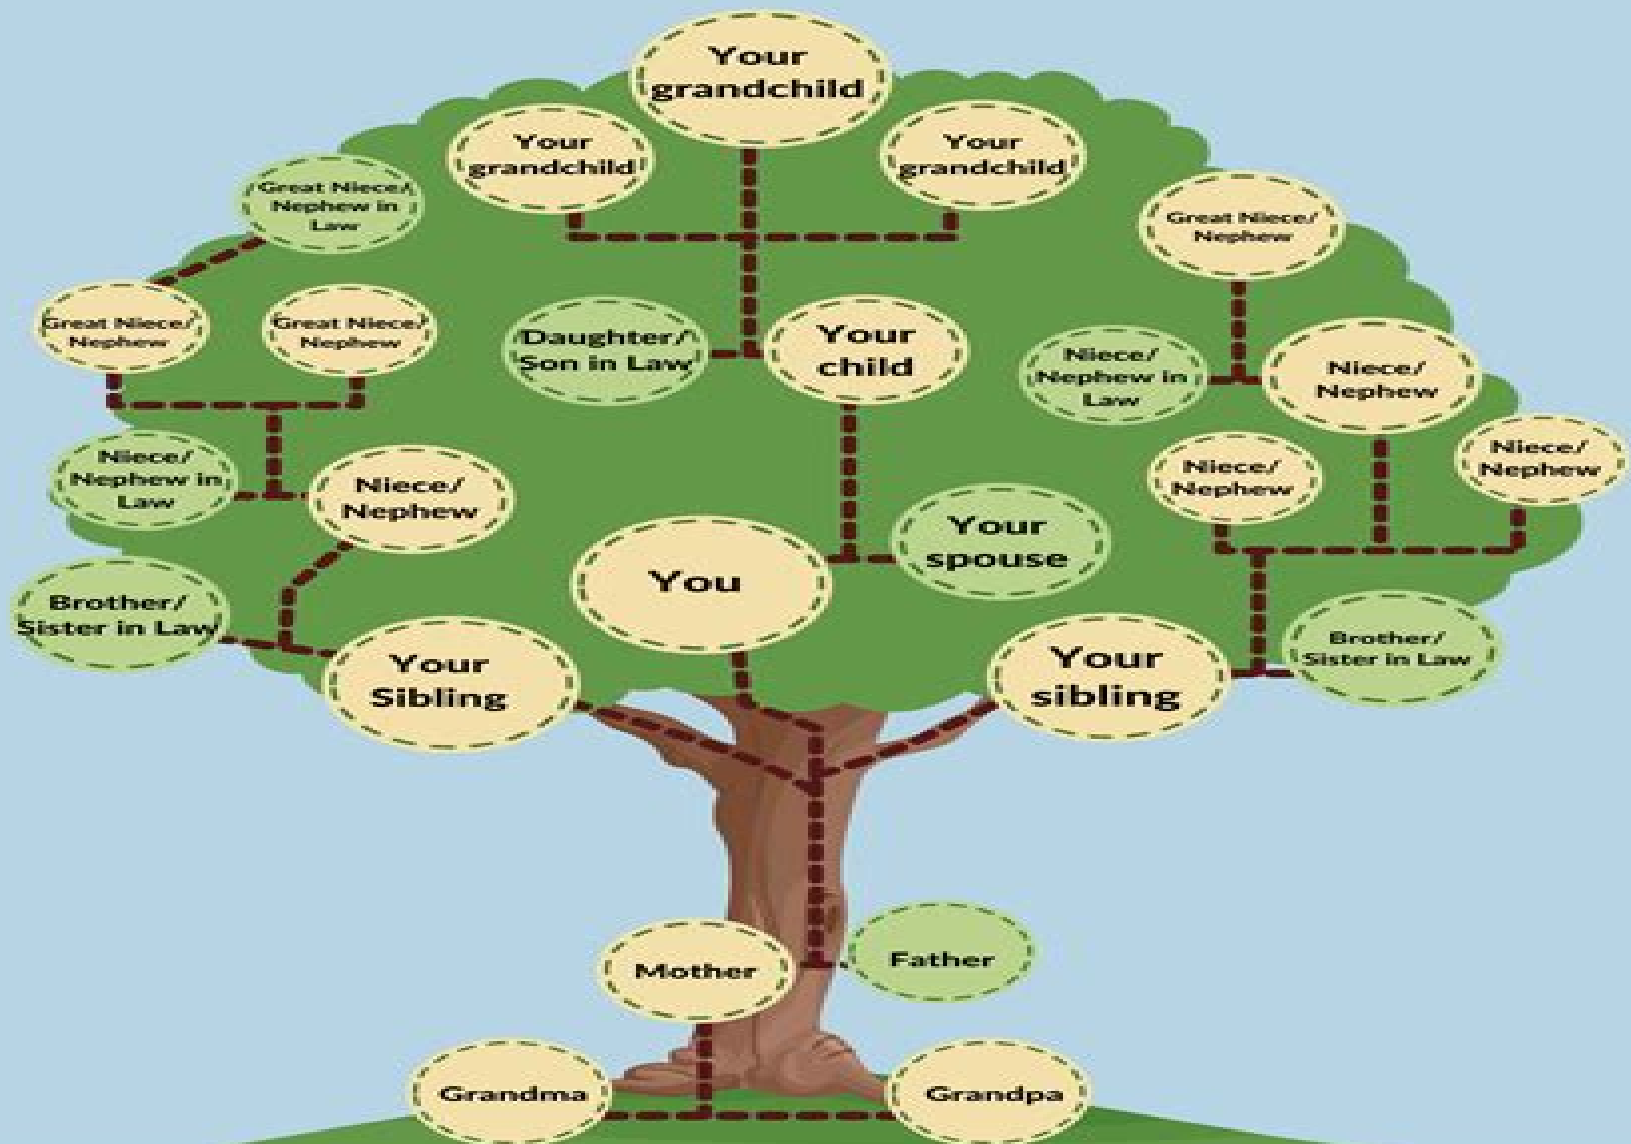 Your
grandchild
Your
grandchild
Your
grandchild
Great Niece/
Nephew in
Law
Great Niece/
Nephew
Great Niece/
Nephew
Great Niece/
Nephew
Daughter/
Son in Law
Your
child
Niece/
Nephew in
Law
Niece/
Nephew
Niece/
Nephew in
Law
Niece/
Nephew
Niece/
Nephew
Niece/
Nephew
Your
spouse
You
Brother/
Sister in Law
Your
Sibling
Your
sibling
Brother/
Sister in Law
Mother
Father
Grandma
Grandpa